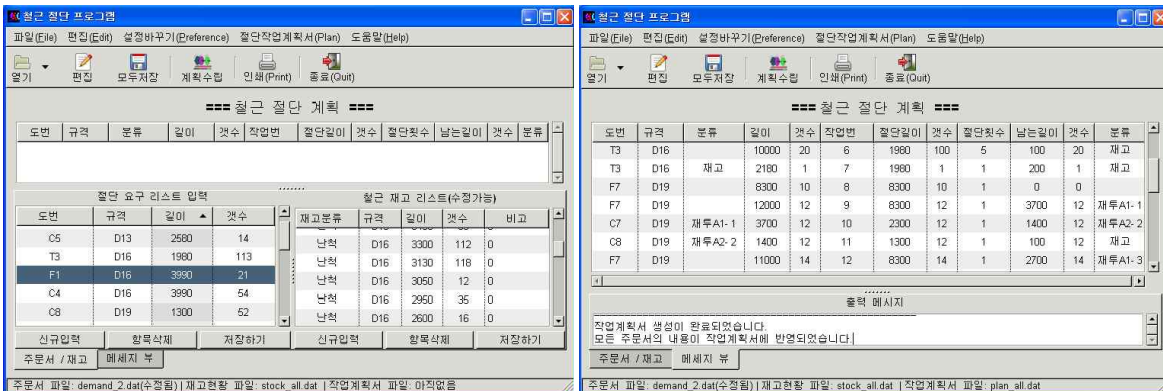 철근 절단 프로그램
파일(File) 편집(Edit) 설정바꾸기(Preference) 절단작업계획서(Plan) 도움말(Help)
열기 편집 모두저장 계획수립 인쇄(Print) 종료(Quit)
=== 철근 절단 계획 ===
도번 규격 분류 길이 갯수 작업번 절단길이 갯수 절단횟수 남는길이 갯수 분류
절단 요구 리스트 입력
도번 규격 길이 갯수
C5 D13 2580 14
T3 D16 1980 113
F1 D16 3990 21
C4 D16 3990 54
C8 D19 1300 52
신규입력 항목삭제 저장하기
철근 재고 리스트(수정가능)
재고분류 규격 길이 갯수 비고
난척 D16 3300 112 0
난척 D16 3130 118 0
난척 D16 3050 12 0
난척 D16 2950 35 0
난척 D16 2600 16 0
신규입력 항목삭제 저장하기
주문서 / 재고 메세지 뷰
주문서 파일: demand_2.dat(수정됨) | 재고현황 파일: stock_all.dat | 작업계획서 파일: 아직없음
철근 절단 프로그램
파일(File) 편집(Edit) 설정바꾸기(Preference) 절단작업계획서(Plan) 도움말(Help)
열기 편집 모두저장 계획수립 인쇄(Print) 종료(Quit)
=== 철근 절단 계획 ===
도번 규격 분류 길이 갯수 작업번 절단길이 갯수 절단횟수 남는길이 갯수 분류
T3 D16 10000 20 6 1980 100 5 100 20 재고
T3 D16 재고 2180 1 7 1980 1 1 200 1 재고
F7 D19 8300 10 8 8300 10 1 0 0
F7 D19 12000 12 9 8300 12 1 3700 12 재투A1- 1
C7 D19 재투A1- 1 3700 12 10 2300 12 1 1400 12 재투A2- 2
C8 D19 재투A2- 2 1400 12 11 1300 12 1 100 12 재고
F7 D19 11000 14 12 8300 14 1 2700 14 재투A1- 3
출력 메시지
작업계획서 생성이 완료되었습니다.
모든 주문서의 내용이 작업계획서에 반영되었습니다.
주문서 / 재고 메세지 뷰
주문서 파일: demand_2.dat(수정됨) | 재고현황 파일: stock_all.dat | 작업계획서 파일: plan_all.dat